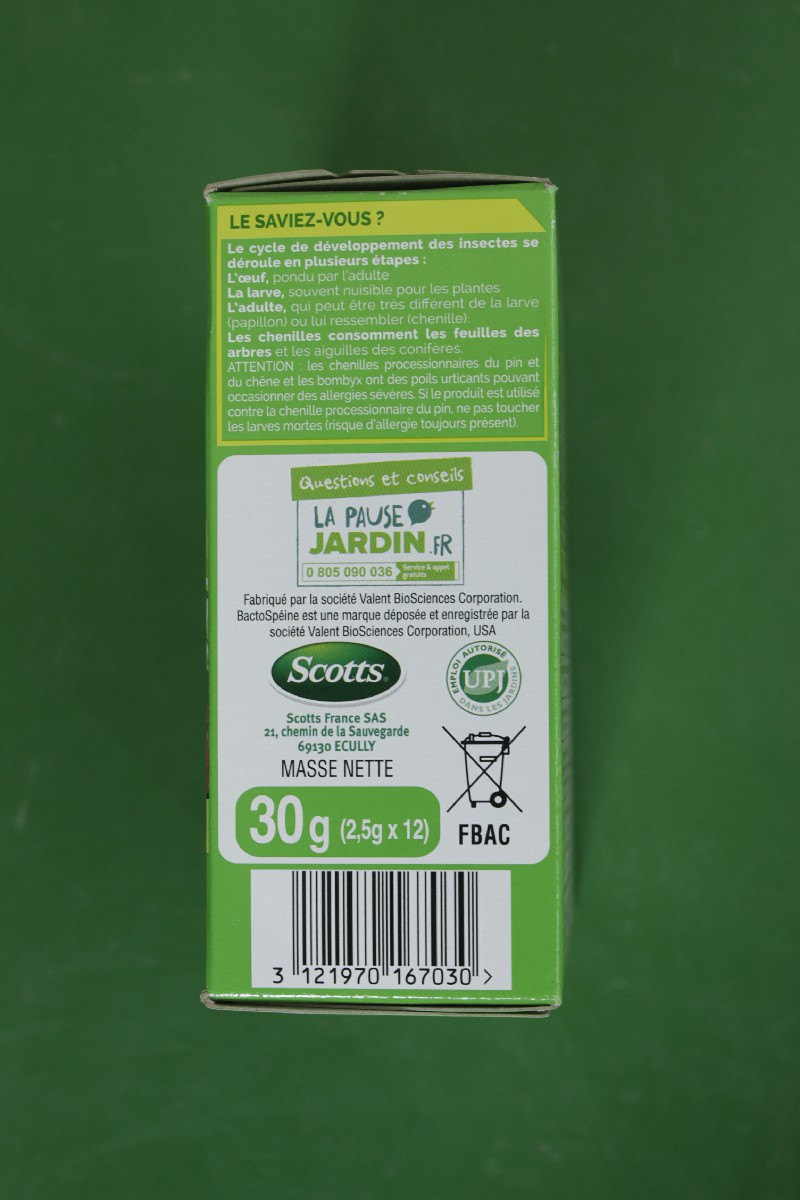 LE SAVIEZ-VOUS ?
Le cycle de développement des insectes se
déroule en plusieurs étapes :
L'œuf, pondu par l'adulte
La larve, souvent nuisible pour les plantes
L'adulte, qui peut être très différent de la larve
(papillon) ou lui ressembler (chenille).
Les chenilles consomment les feuilles des
arbres et les aiguilles des conifères.
ATTENTION : les chenilles processionnaires du pin et
du chêne et les bombyx ont des poils urticants pouvant
occasionner des allergies sévères. Si le produit est utilisé
contre la chenille processionnaire du pin, ne pas toucher
les larves mortes (risque d'allergie toujours présent).
Questions et conseils
LA PAUSE
JARDIN.FR
0 805 090 036 Service & appel
gratuits
Fabriqué par la société Valent BioSciences Corporation.
BactoSpéine est une marque déposée et enregistrée par la
société Valent BioSciences Corporation, USA
Scotts
EMPLOI AUTORISÉ
UPJ
DANS LES JARDINS
Scotts France SAS
21, chemin de la Sauvegarde
69130 ECULLY
MASSE NETTE
30g (2,5g x 12)
FBAC
3 121970 167030 >